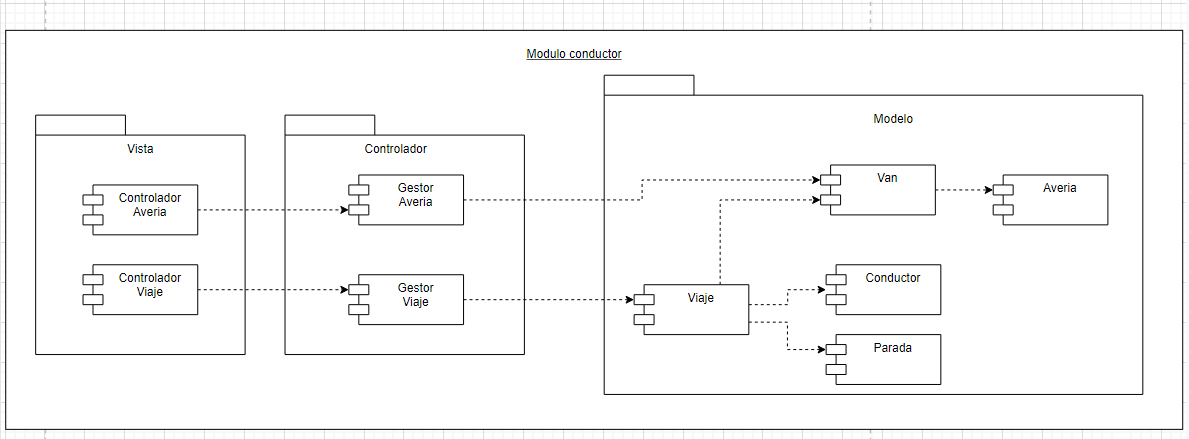 Modulo conductor
Vista
Controlador
Averia
Controlador
Viaje
Controlador
Gestor
Averia
Gestor
Viaje
Modelo
Van
Averia
Viaje
Conductor
Parada